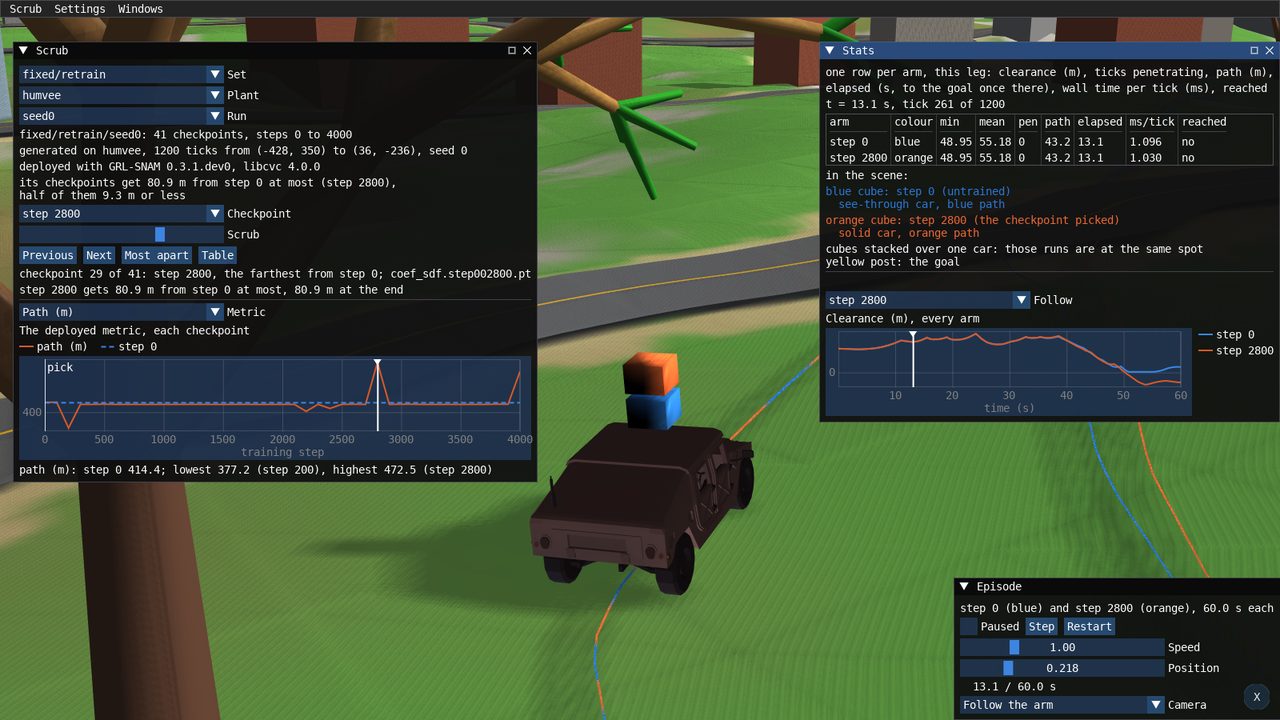 Scrub Settings Windows
Scrub
fixed/retrain Set
humvee Plant
seed0 Run
fixed/retrain/seed0: 41 checkpoints, steps 0 to 4000
generated on humvee, 1200 ticks from (-428, 350) to (36, -236), seed 0
deployed with GRL-SNAM 0.3.1.dev0, libcvc 4.0.0
its checkpoints get 80.9 m from step 0 at most (step 2800),
half of them 9.3 m or less
step 2800 Checkpoint
Scrub
Previous Next Most apart Table
checkpoint 29 of 41: step 2800, the farthest from step 0; coef_sdf.step002800.pt
step 2800 gets 80.9 m from step 0 at most, 80.9 m at the end
Path (m) Metric
The deployed metric, each checkpoint
path (m) step 0
pick
400
0 500 1000 1500 2000 2500 3000 3500 4000
training step
path (m): step 0 414.4; lowest 377.2 (step 200), highest 472.5 (step 2800)
Stats
one row per arm, this leg: clearance (m), ticks penetrating, path (m),
elapsed (s, to the goal once there), wall time per tick (ms), reached
t = 13.1 s, tick 261 of 1200
arm colour min mean pen path elapsed ms/tick reached
step 0 blue 48.95 55.18 0 43.2 13.1 1.096 no
step 2800 orange 48.95 55.18 0 43.2 13.1 1.030 no
in the scene:
blue cube: step 0 (untrained)
see-through car, blue path
orange cube: step 2800 (the checkpoint picked)
solid car, orange path
cubes stacked over one car: those runs are at the same spot
yellow post: the goal
step 2800 Follow
Clearance (m), every arm
step 0
step 2800
0
10 20 30 40 50 60
time (s)
Episode
step 0 (blue) and step 2800 (orange), 60.0 s each
Paused Step Restart
1.00 Speed
0.218 Position
13.1 / 60.0 s
Follow the arm Camera
X